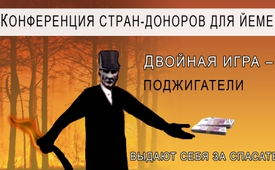 КОНФЕРЕНЦИЯ СТРАН-ДОНОРОВ ДЛЯ ЙЕМЕ
ДВОЙНАЯ ИГРА –
ПОДЖИГАТЕЛИ
ВЫДАЮТ СЕБЯ ЗА СПАСАТЕ